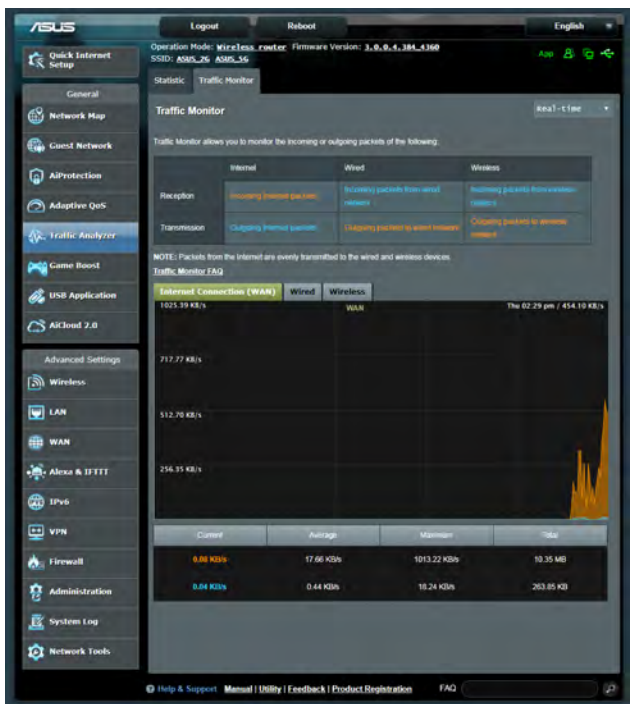 ASUS
Logout
Reboot
English
Quick Internet
Setup
Operation Mode: Wireless router Firmware Version: 3.0.0.4.384_4360
SSID: ASUS_2G ASUS_5G
App
Statistic
Traffic Monitor
General
Network Map
Guest Network
AiProtection
Adaptive QoS
Traffic Analyzer
Game Boost
USB Application
AiCloud 2.0
Advanced Settings
Wireless
LAN
WAN
Alexa & IFTTT
IPv6
VPN
Firewall
Administration
System Log
Network Tools
Traffic Monitor
Real-time
Traffic Monitor allows you to monitor the incoming or outgoing packets of the following:
Internet Wired Wireless
Reception
Incoming Internet packets
Incoming packets from wired
network
Incoming packets from wireless
network
Transmission
Outgoing Internet packets
Outgoing packets to wired network
Outgoing packets to wireless
network
NOTE: Packets from the Internet are evenly transmitted to the wired and wireless devices.
Traffic Monitor FAQ
Internet Connection (WAN) Wired Wireless
1025.39 KB/s WAN Thu 02:29 pm / 454.10 KB/s
717.77 KB/s
512.70 KB/s
256.35 KB/s
Current Average Maximum Total
0.08 KB/s 17.66 KB/s 1013.22 KB/s 10.35 MB
0.04 KB/s 0.44 KB/s 18.24 KB/s 263.85 KB
Help & Support Manual | Utility | Feedback | Product Registration FAQ